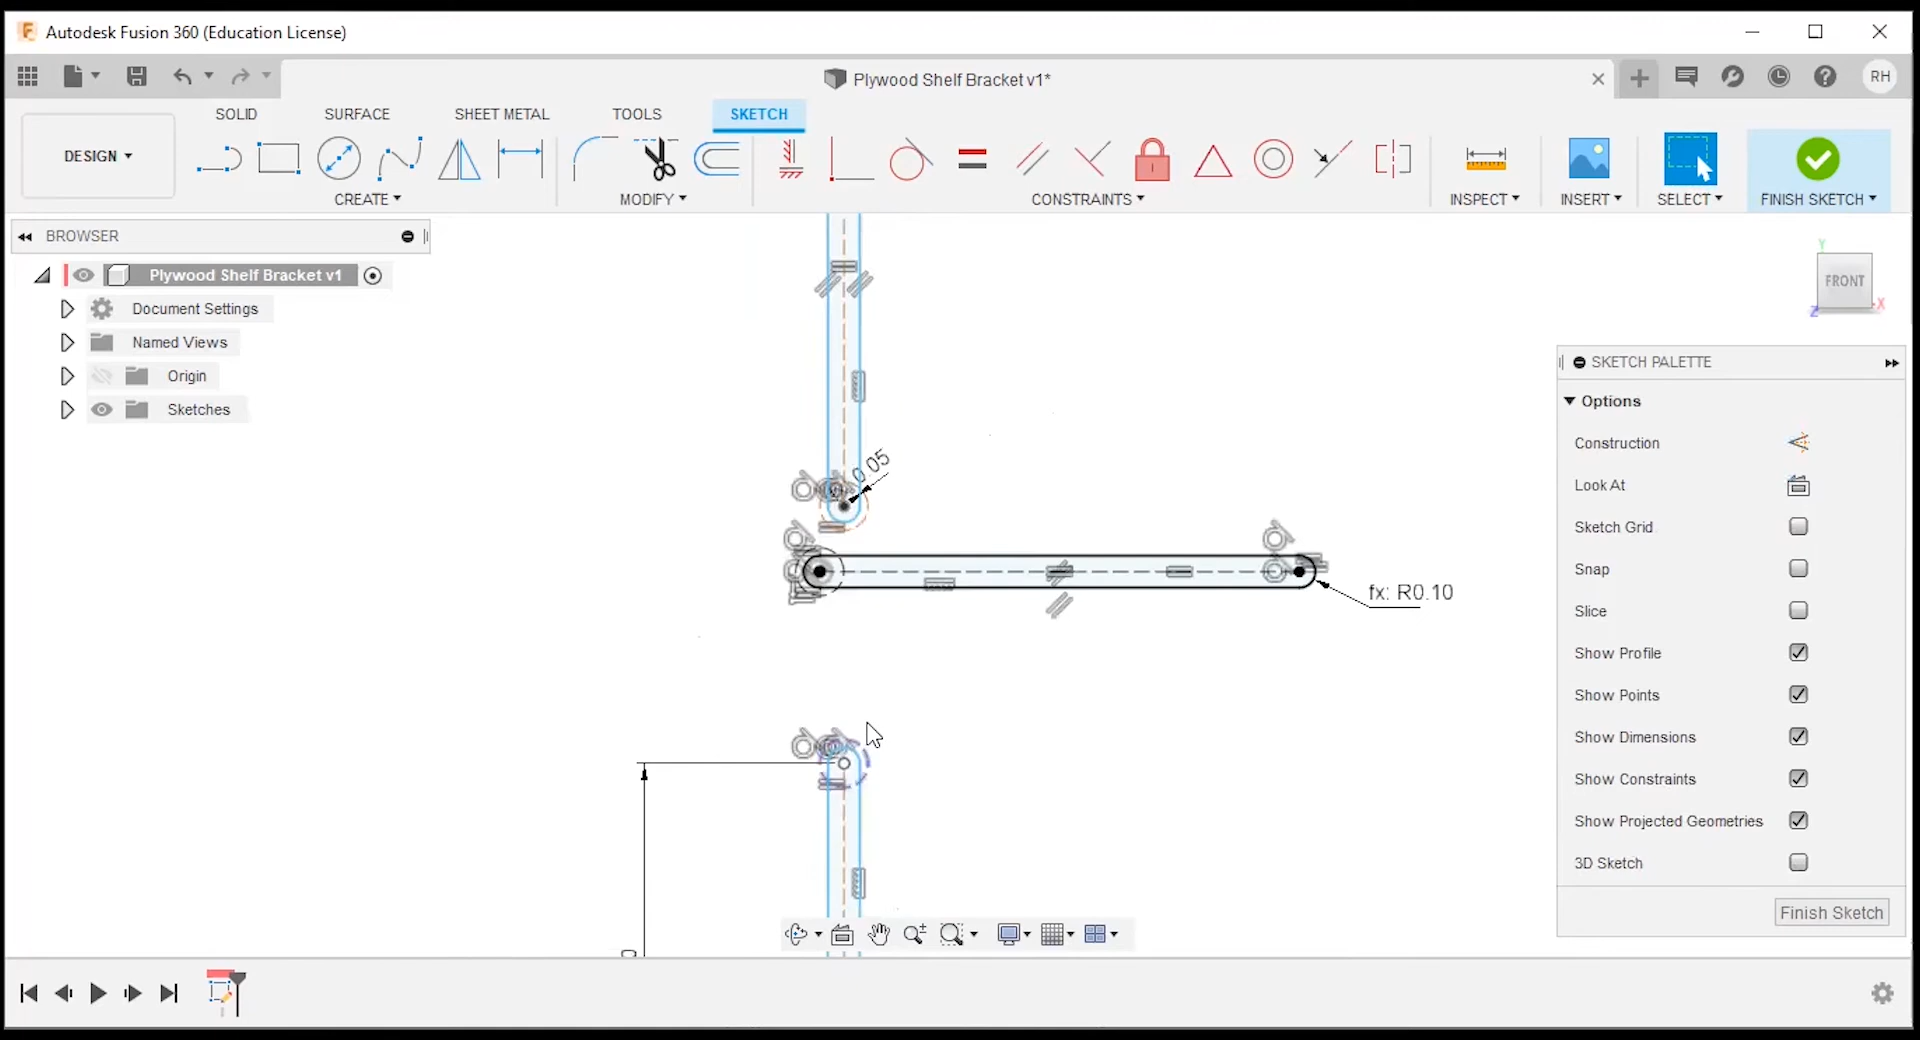 Autodesk Fusion 360 (Education License)
Plywood Shelf Bracket v1*
RH
SOLID
SURFACE
SHEET METAL
TOOLS
SKETCH
DESIGN
CREATE
MODIFY
CONSTRAINTS
INSPECT
INSERT
SELECT
FINISH SKETCH
BROWSER
Plywood Shelf Bracket v1
Document Settings
Named Views
Origin
Sketches
Y
FRONT
X
Z
0.05
fx: R0.10
SKETCH PALETTE
Options
Construction
Look At
Sketch Grid
Snap
Slice
Show Profile
Show Points
Show Dimensions
Show Constraints
Show Projected Geometries
3D Sketch
Finish Sketch